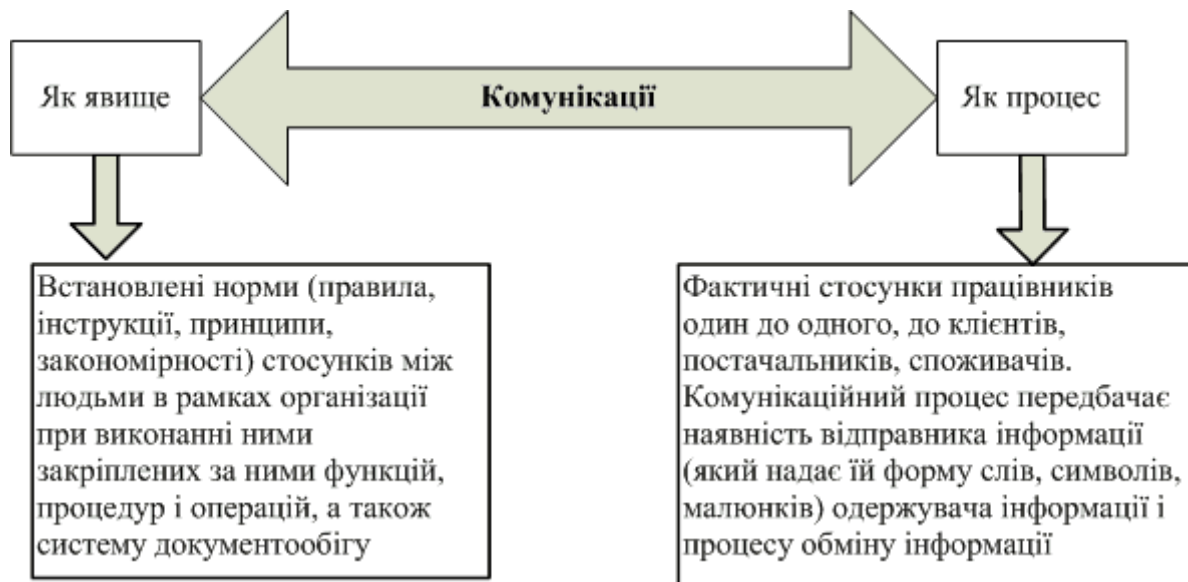 Як явище
Комунікації
Як процес
Встановлені норми (правила,
інструкції, принципи,
закономірності) стосунків між
людьми в рамках організації
при виконанні ними
закріплених за ними функцій,
процедур і операцій, а також
систему документообігу
Фактичні стосунки працівників
один до одного, до клієнтів,
постачальників, споживачів.
Комунікаційний процес передбачає
наявність відправника інформації
(який надає їй форму слів, символів,
малюнків) одержувача інформації і
процесу обміну інформації